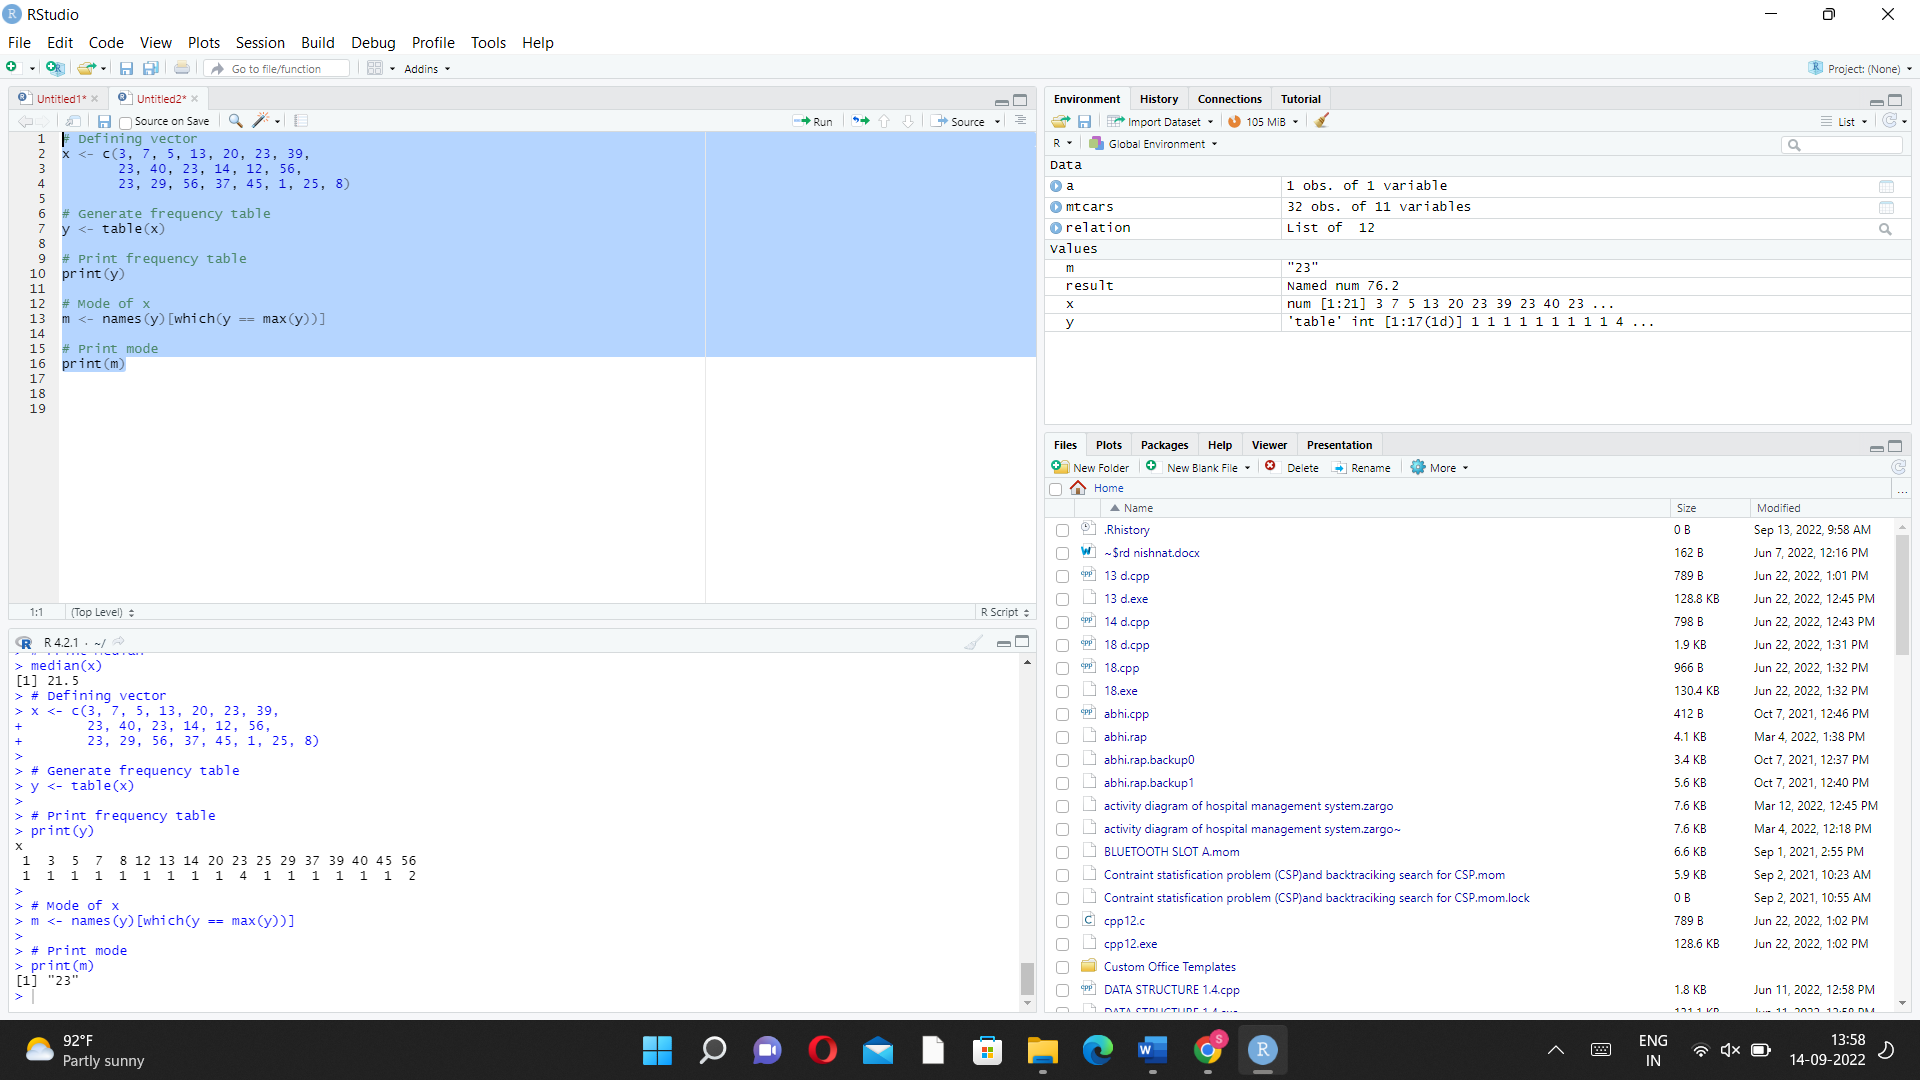 RStudio
File Edit Code View Plots Session Build Debug Profile Tools Help
Go to file/function Addins Project: (None)
Untitled1* Untitled2*
Source on Save Run Source
1 # Defining vector
2 x <- c(3, 7, 5, 13, 20, 23, 39,
3 23, 40, 23, 14, 12, 56,
4 23, 29, 56, 37, 45, 1, 25, 8)
5
6 # Generate frequency table
7 y <- table(x)
8
9 # Print frequency table
10 print(y)
11
12 # Mode of x
13 m <- names(y)[which(y == max(y))]
14
15 # Print mode
16 print(m)
17
18
19
1:1 (Top Level) R Script
R 4.2.1 · ~/
> # Print median
> median(x)
[1] 21.5
> # Defining vector
> x <- c(3, 7, 5, 13, 20, 23, 39,
+ 23, 40, 23, 14, 12, 56,
+ 23, 29, 56, 37, 45, 1, 25, 8)
>
> # Generate frequency table
> y <- table(x)
>
> # Print frequency table
> print(y)
x
1 3 5 7 8 12 13 14 20 23 25 29 37 39 40 45 56
1 1 1 1 1 1 1 1 1 4 1 1 1 1 1 1 2
>
> # Mode of x
> m <- names(y)[which(y == max(y))]
>
> # Print mode
> print(m)
[1] "23"
>
Environment History Connections Tutorial
Import Dataset 105 MiB List
R Global Environment
Data
a 1 obs. of 1 variable
mtcars 32 obs. of 11 variables
relation List of 12
Values
m "23"
result Named num 76.2
x num [1:21] 3 7 5 13 20 23 39 23 40 23 ...
y 'table' int [1:17(1d)] 1 1 1 1 1 1 1 1 1 4 ...
Files Plots Packages Help Viewer Presentation
New Folder New Blank File Delete Rename More
Home ...
Name Size Modified
.Rhistory 0 B Sep 13, 2022, 9:58 AM
~$rd nishnat.docx 162 B Jun 7, 2022, 12:16 PM
13 d.cpp 789 B Jun 22, 2022, 1:01 PM
13 d.exe 128.8 KB Jun 22, 2022, 12:45 PM
14 d.cpp 798 B Jun 22, 2022, 12:43 PM
18 d.cpp 1.9 KB Jun 22, 2022, 1:31 PM
18.cpp 966 B Jun 22, 2022, 1:32 PM
18.exe 130.4 KB Jun 22, 2022, 1:32 PM
abhi.cpp 412 B Oct 7, 2021, 12:46 PM
abhi.rap 4.1 KB Mar 4, 2022, 1:38 PM
abhi.rap.backup0 3.4 KB Oct 7, 2021, 12:37 PM
abhi.rap.backup1 5.6 KB Oct 7, 2021, 12:40 PM
activity diagram of hospital management system.zargo 7.6 KB Mar 12, 2022, 12:45 PM
activity diagram of hospital management system.zargo~ 7.6 KB Mar 4, 2022, 12:18 PM
BLUETOOTH SLOT A.mom 6.6 KB Sep 1, 2021, 2:55 PM
Contraint statisfication problem (CSP)and backtraciking search for CSP.mom 5.9 KB Sep 2, 2021, 10:23 AM
Contraint statisfication problem (CSP)and backtraciking search for CSP.mom.lock 0 B Sep 2, 2021, 10:55 AM
cpp12.c 789 B Jun 22, 2022, 1:02 PM
cpp12.exe 128.6 KB Jun 22, 2022, 1:02 PM
Custom Office Templates
DATA STRUCTURE 1.4.cpp 1.8 KB Jun 11, 2022, 12:58 PM
92°F
Partly sunny
ENG
IN
13:58
14-09-2022